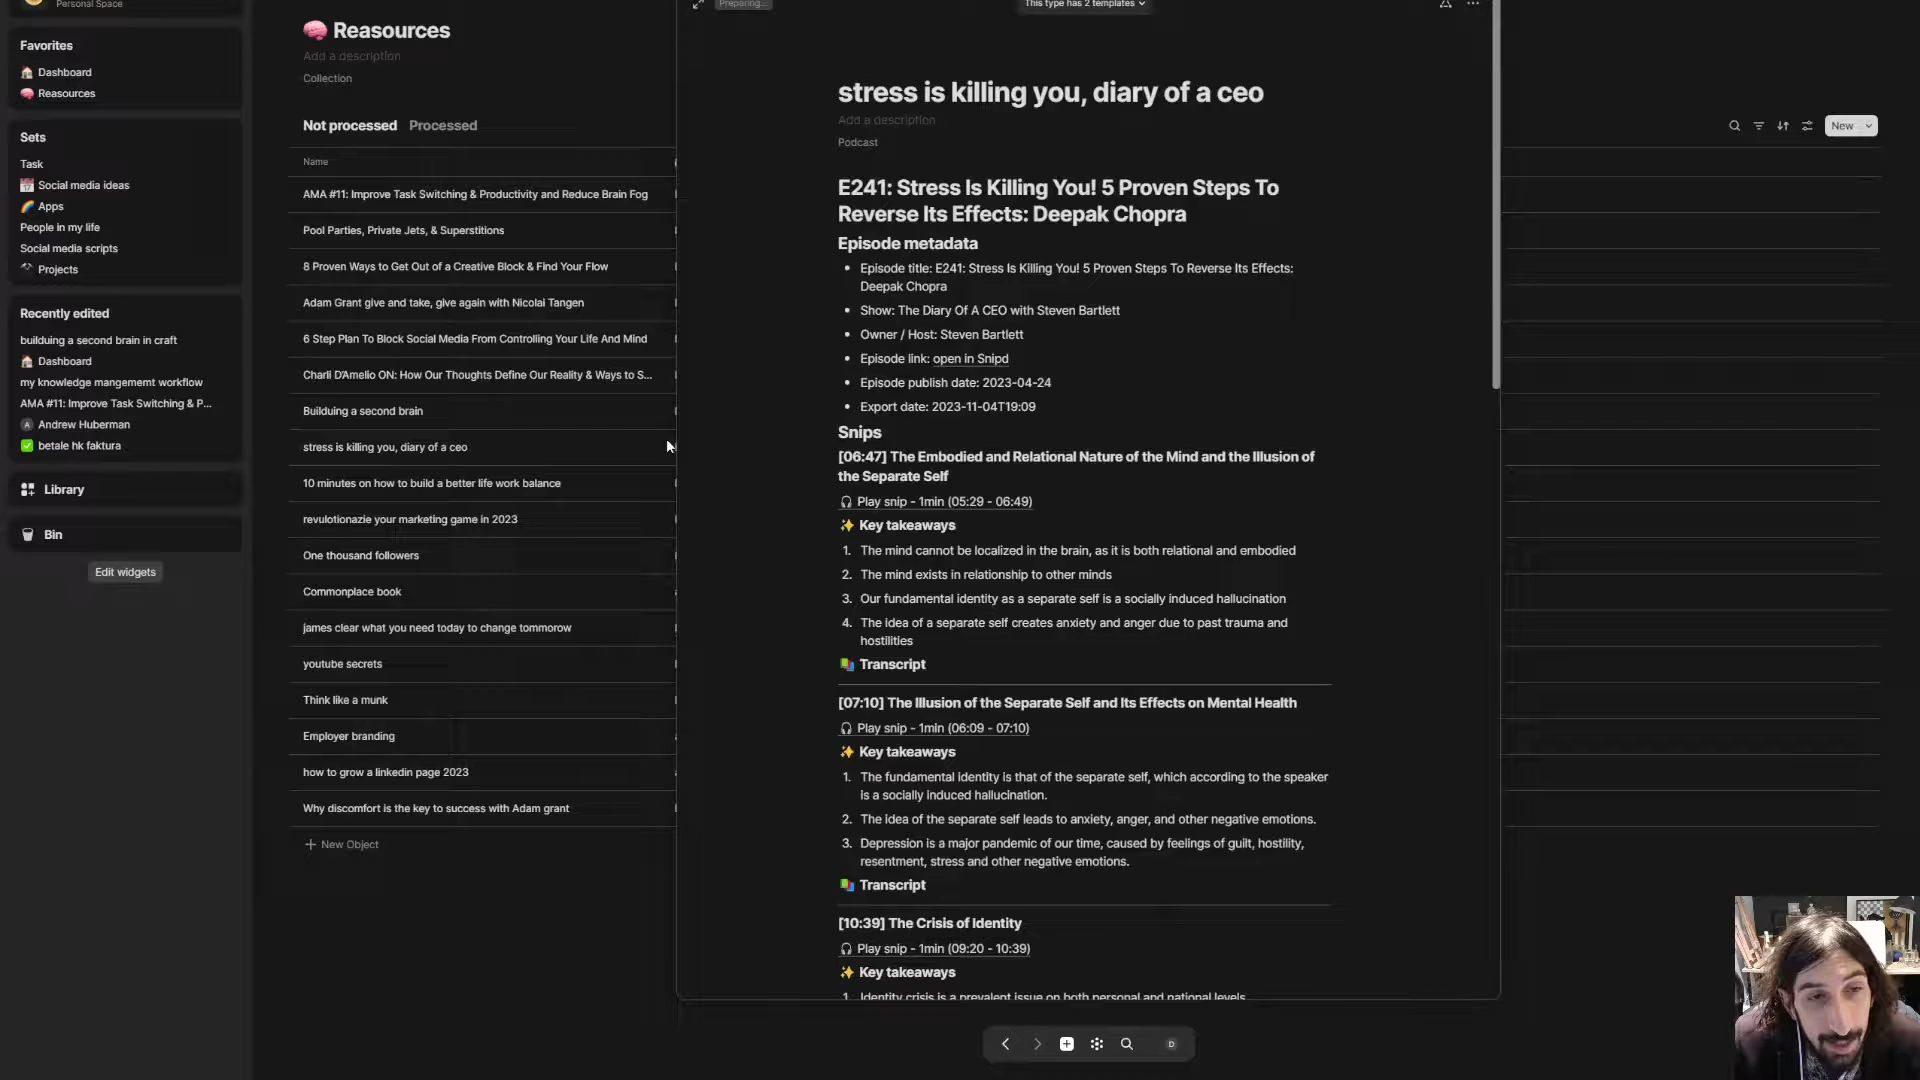 Personal Space
Favorites
Dashboard
Reasources
Sets
Task
Social media ideas
Apps
People in my life
Social media scripts
Projects
Recently edited
builduing a second brain in craft
Dashboard
my knowledge mangememt workflow
AMA #11: Improve Task Switching & P...
A Andrew Huberman
betale hk faktura
Library
Bin
Edit widgets
Reasources
Add a description
Collection
Not processed Processed
New
Name
AMA #11: Improve Task Switching & Productivity and Reduce Brain Fog
Pool Parties, Private Jets, & Superstitions
8 Proven Ways to Get Out of a Creative Block & Find Your Flow
Adam Grant give and take, give again with Nicolai Tangen
6 Step Plan To Block Social Media From Controlling Your Life And Mind
Charli D'Amelio ON: How Our Thoughts Define Our Reality & Ways to S...
Builduing a second brain
stress is killing you, diary of a ceo
10 minutes on how to build a better life work balance
revulotionazie your marketing game in 2023
One thousand followers
Commonplace book
james clear what you need today to change tommorow
youtube secrets
Think like a munk
Employer branding
how to grow a linkedin page 2023
Why discomfort is the key to success with Adam grant
New Object
Preparing...
This type has 2 templates
stress is killing you, diary of a ceo
Add a description
Podcast
E241: Stress Is Killing You! 5 Proven Steps To
Reverse Its Effects: Deepak Chopra
Episode metadata
• Episode title: E241: Stress Is Killing You! 5 Proven Steps To Reverse Its Effects:
Deepak Chopra
• Show: The Diary Of A CEO with Steven Bartlett
• Owner / Host: Steven Bartlett
• Episode link: open in Snipd
• Episode publish date: 2023-04-24
• Export date: 2023-11-04T19:09
Snips
[06:47] The Embodied and Relational Nature of the Mind and the Illusion of
the Separate Self
🎧 Play snip - 1min (05:29 - 06:49)
✨ Key takeaways
1. The mind cannot be localized in the brain, as it is both relational and embodied
2. The mind exists in relationship to other minds
3. Our fundamental identity as a separate self is a socially induced hallucination
4. The idea of a separate self creates anxiety and anger due to past trauma and
hostilities
📚 Transcript
[07:10] The Illusion of the Separate Self and Its Effects on Mental Health
🎧 Play snip - 1min (06:09 - 07:10)
✨ Key takeaways
1. The fundamental identity is that of the separate self, which according to the speaker
is a socially induced hallucination.
2. The idea of the separate self leads to anxiety, anger, and other negative emotions.
3. Depression is a major pandemic of our time, caused by feelings of guilt, hostility,
resentment, stress and other negative emotions.
📚 Transcript
[10:39] The Crisis of Identity
🎧 Play snip - 1min (09:20 - 10:39)
✨ Key takeaways
1. Identity crisis is a prevalent issue on both personal and national levels
D